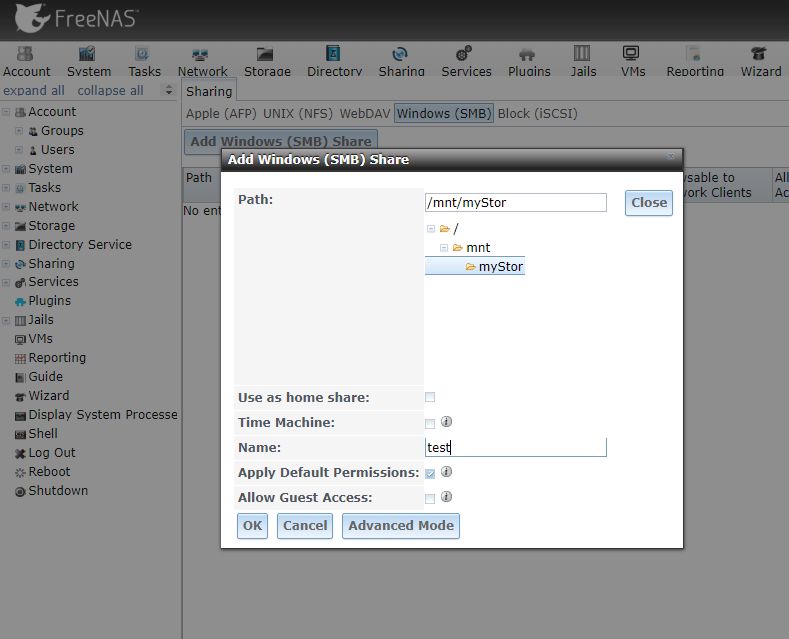 FreeNAS
Account System Tasks Network Storage Directory Sharing Services Plugins Jails VMs Reporting Wizard
expand all collapse all
Sharing
Apple (AFP) UNIX (NFS) WebDAV Windows (SMB) Block (iSCSI)
Add Windows (SMB) Share
Path
No ent
Account
Groups
Users
System
Tasks
Network
Storage
Directory Service
Sharing
Services
Plugins
Jails
VMs
Reporting
Guide
Wizard
Display System Processe
Shell
Log Out
Reboot
Shutdown
Add Windows (SMB) Share
Path:
/mnt/myStor
Close
/
mnt
myStor
Use as home share:
Time Machine:
Name:
test
Apply Default Permissions:
Allow Guest Access:
OK Cancel Advanced Mode
sable to
work Clients
All
Ac